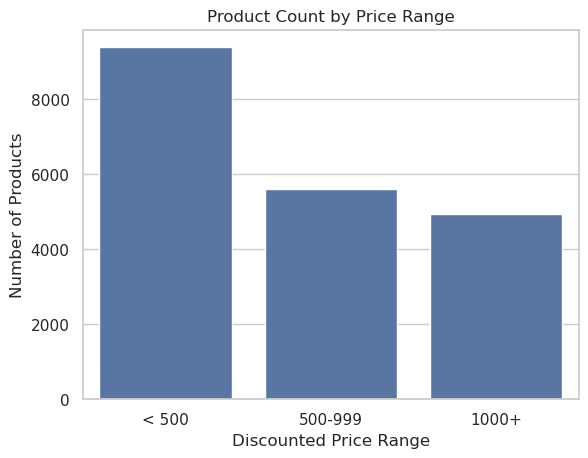 Product Count by Price Range
Number of Products
8000
6000
4000
2000
0
< 500
500-999
1000+
Discounted Price Range